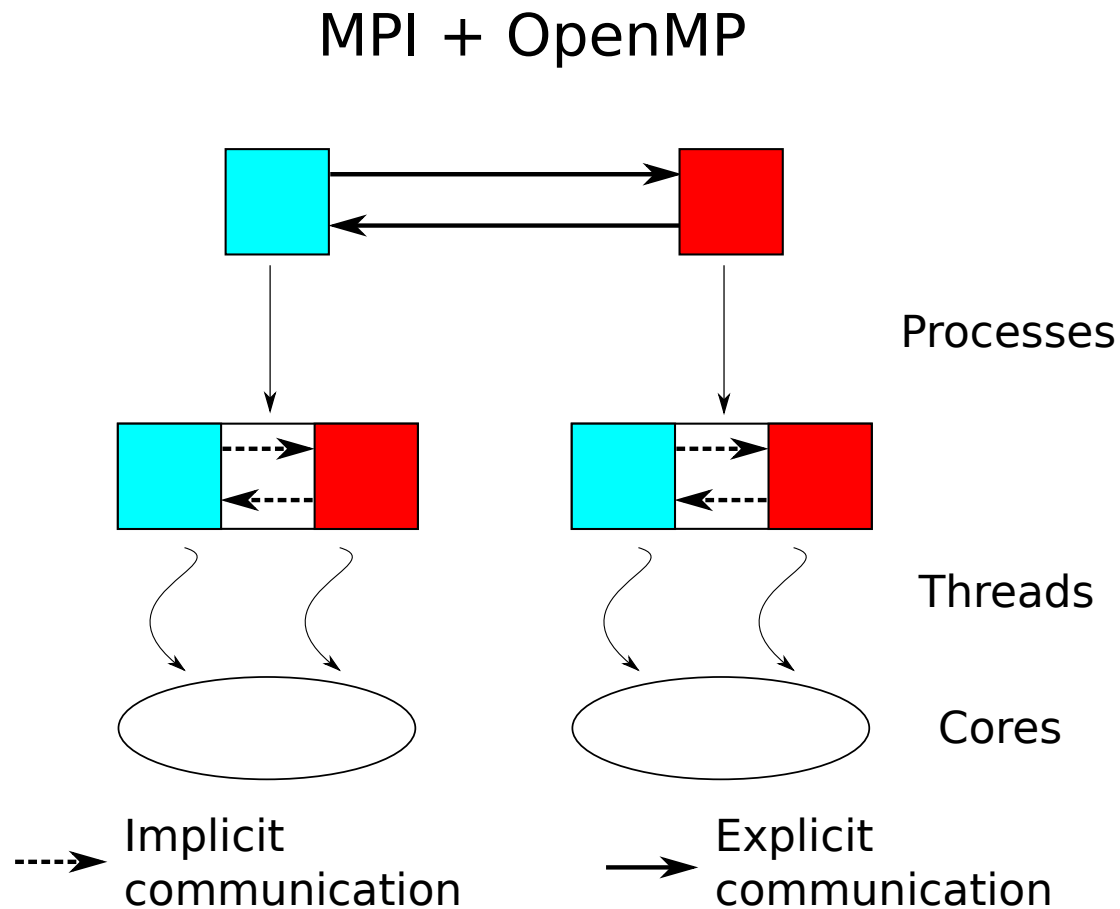 MPI + OpenMP
Processes
Threads
Cores
Implicit
communication
Explicit
communication